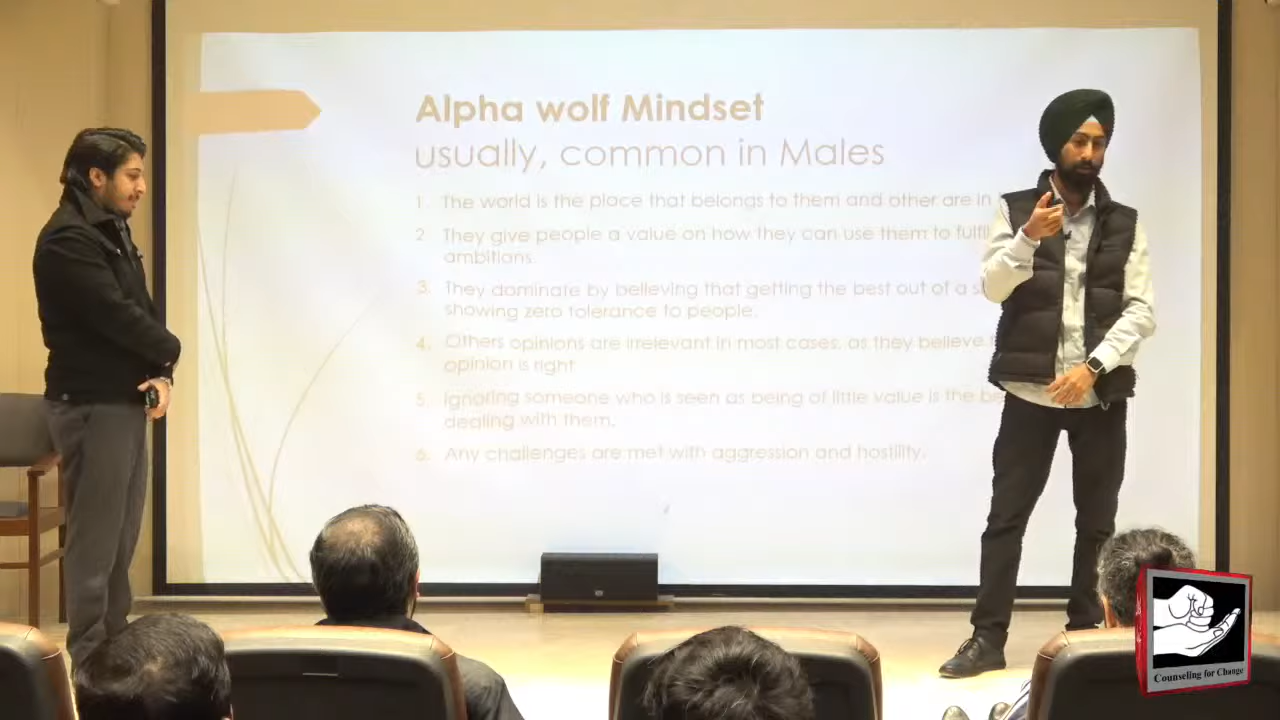 Alpha wolf Mindset
usually, common in Males
1. The world is the place that belongs to them and other are in
2. They give people a value on how they can use them to fulfil
ambitions.
3. They dominate by believing that getting the best out of a
showing zero tolerance to people.
4. Others opinions are irrelevant in most cases, as they believe
opinion is right
5. Ignoring someone who is seen as being of little value is the
dealing with them.
6. Any challenges are met with aggression and hostility.
Counseling for Change